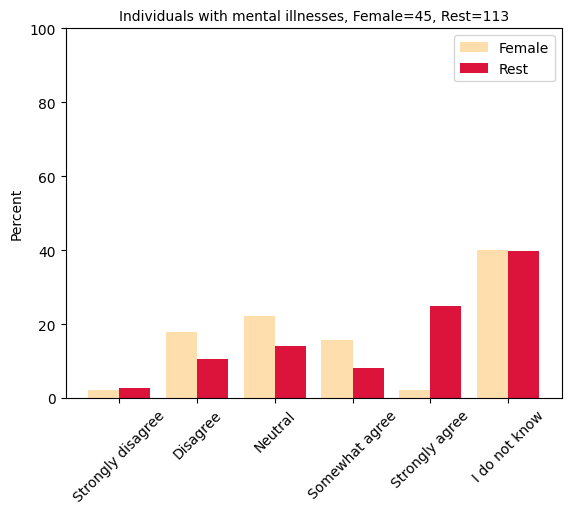 Individuals with mental illnesses, Female=45, Rest=113
Female
Rest
Percent
100
80
60
40
20
0
Strongly disagree
Disagree
Neutral
Somewhat agree
Strongly agree
I do not know